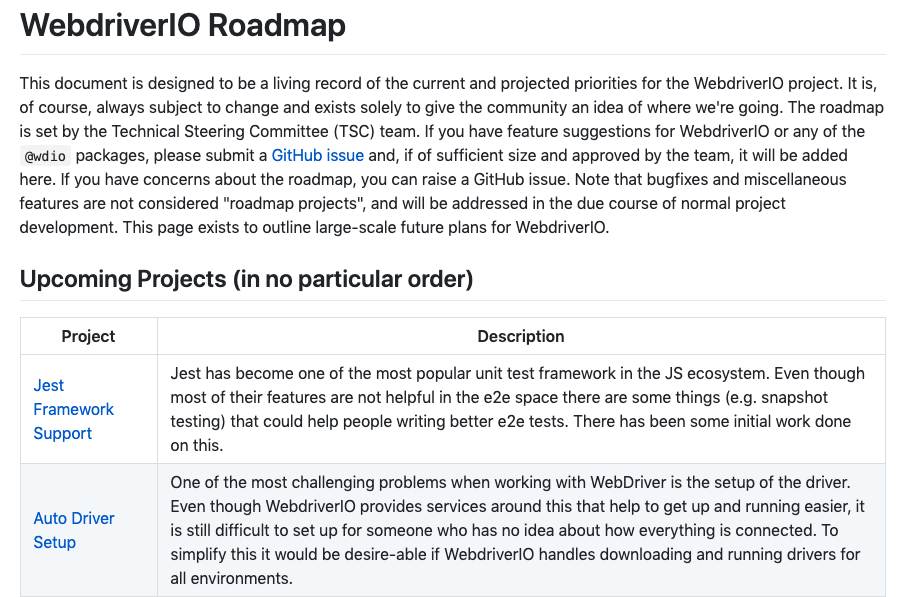 WebdriverIO Roadmap
This document is designed to be a living record of the current and projected priorities for the WebdriverIO project. It is,
of course, always subject to change and exists solely to give the community an idea of where we're going. The roadmap
is set by the Technical Steering Committee (TSC) team. If you have feature suggestions for WebdriverIO or any of the
@wdio packages, please submit a GitHub issue and, if of sufficient size and approved by the team, it will be added
here. If you have concerns about the roadmap, you can raise a GitHub issue. Note that bugfixes and miscellaneous
features are not considered "roadmap projects", and will be addressed in the due course of normal project
development. This page exists to outline large-scale future plans for WebdriverIO.
Upcoming Projects (in no particular order)
Project Description
Jest
Framework
Support
Jest has become one of the most popular unit test framework in the JS ecosystem. Even though
most of their features are not helpful in the e2e space there are some things (e.g. snapshot
testing) that could help people writing better e2e tests. There has been some initial work done
on this.
Auto Driver
Setup
One of the most challenging problems when working with WebDriver is the setup of the driver.
Even though WebdriverIO provides services around this that help to get up and running easier, it
is still difficult to set up for someone who has no idea about how everything is connected. To
simplify this it would be desire-able if WebdriverIO handles downloading and running drivers for
all environments.